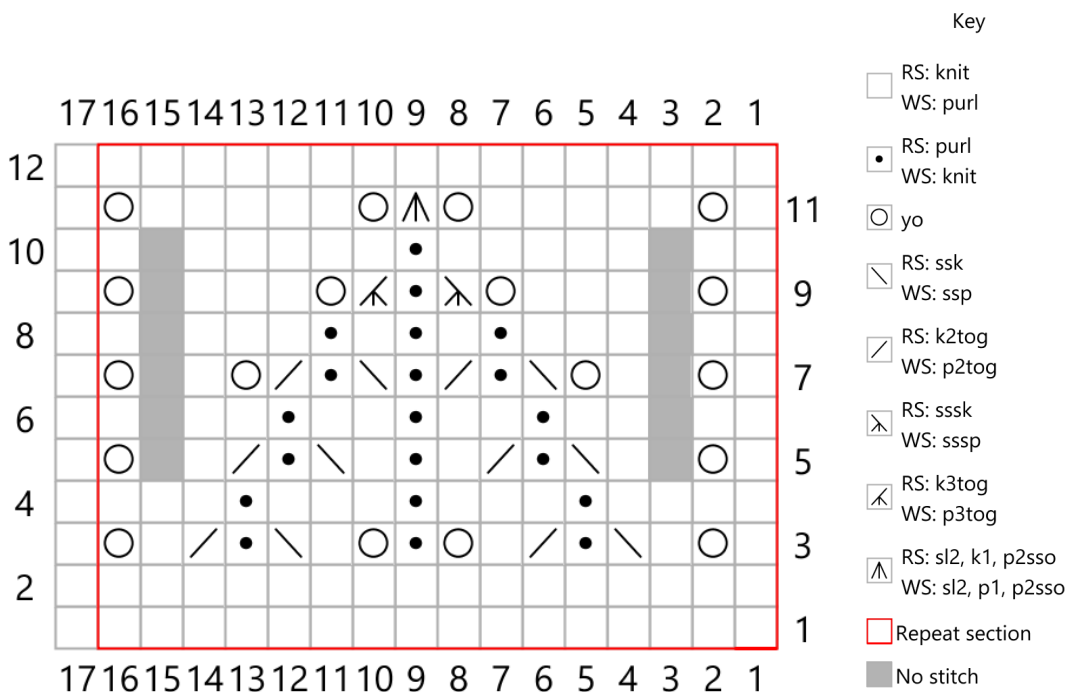 Key
RS: knit
WS: purl
RS: purl
WS: knit
yo
RS: ssk
WS: ssp
RS: k2tog
WS: p2tog
RS: sssk
WS: sssp
RS: k3tog
WS: p3tog
RS: sl2, k1, p2sso
WS: sl2, p1, p2sso
Repeat section
No stitch
17 16 15 14 13 12 11 10 9 8 7 6 5 4 3 2 1
12
11
10
9
8
7
6
5
4
3
2
1
17 16 15 14 13 12 11 10 9 8 7 6 5 4 3 2 1